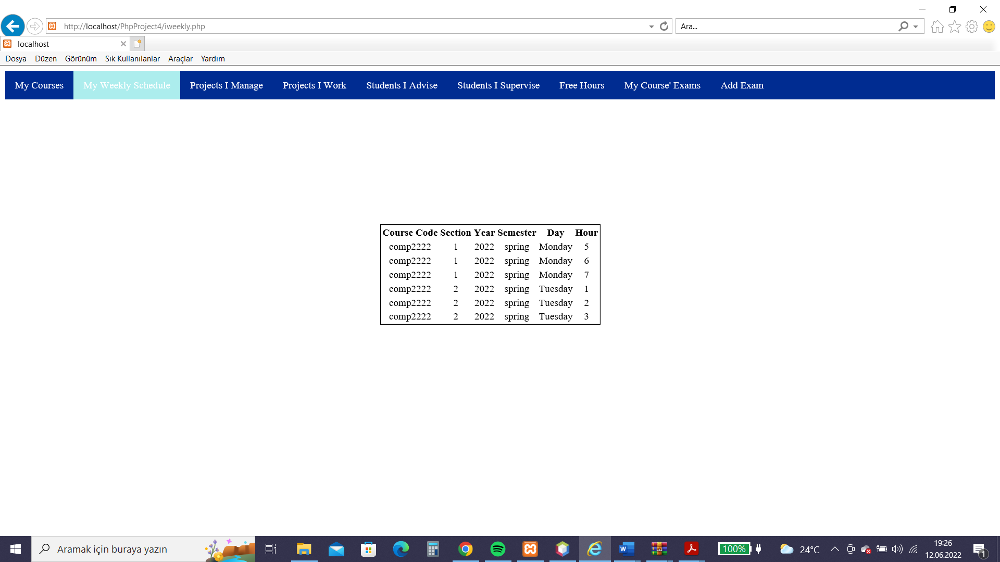 http://localhost/PhpProject4/iweekly.php
Ara...
localhost
Dosya Düzen Görünüm Sık Kullanılanlar Araçlar Yardım
My Courses My Weekly Schedule Projects I Manage Projects I Work Students I Advise Students I Supervise Free Hours My Course' Exams Add Exam
Course Code Section Year Semester Day Hour
comp2222 1 2022 spring Monday 5
comp2222 1 2022 spring Monday 6
comp2222 1 2022 spring Monday 7
comp2222 2 2022 spring Tuesday 1
comp2222 2 2022 spring Tuesday 2
comp2222 2 2022 spring Tuesday 3
Aramak için buraya yazın
100%
24°C
19:26
12.06.2022
1